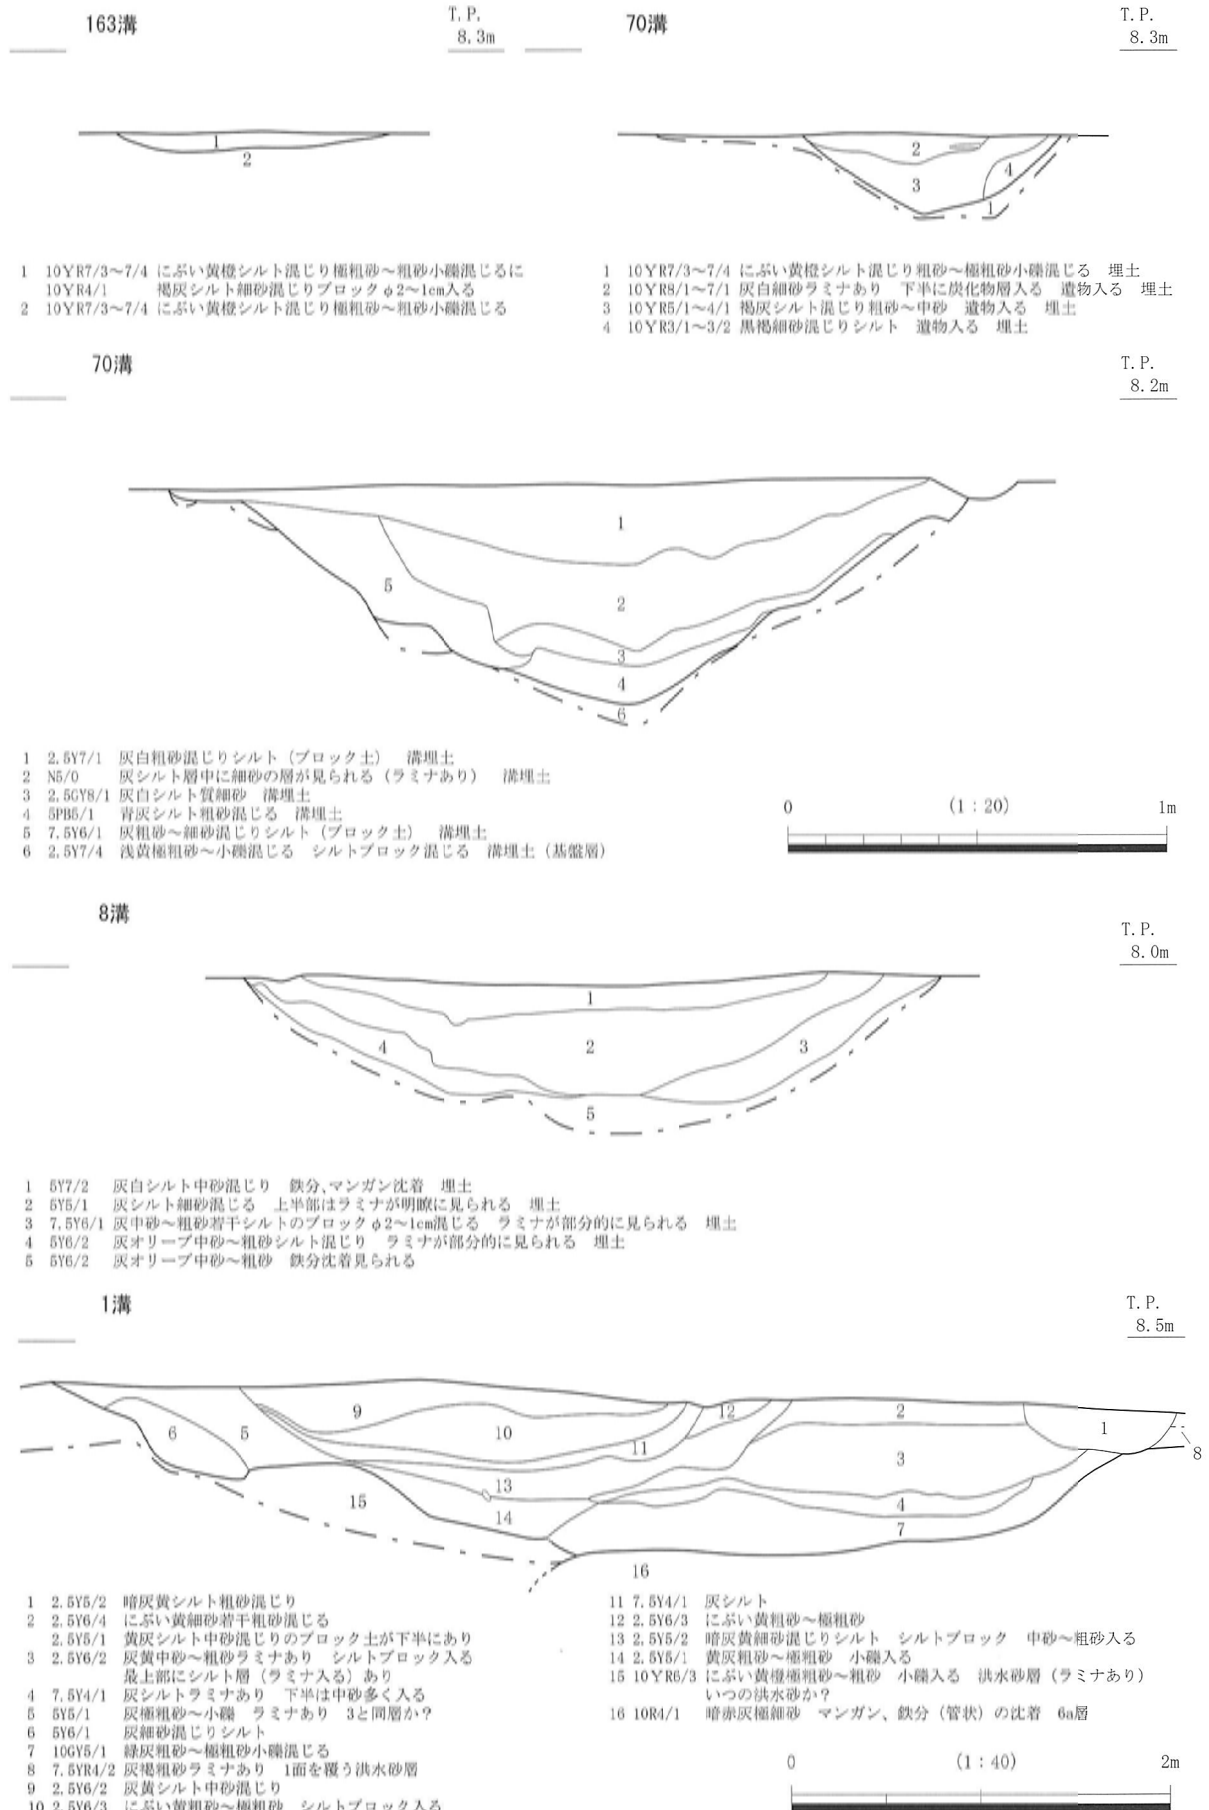 163溝
T.P.
8.3m
1
2
1 10YR7/3～7/4 にぶい黄橙シルト混じり極粗砂～粗砂小礫混じるに
10YR4/1 褐灰シルト細砂混じりブロックφ2～1cm入る
2 10YR7/3～7/4 にぶい黄橙シルト混じり極粗砂～粗砂小礫混じる
70溝
T.P.
8.3m
2
4
3
1
1 10YR7/3～7/4 にぶい黄橙シルト混じり粗砂～極粗砂小礫混じる 埋土
2 10YR8/1～7/1 灰白細砂ラミナあり 下半に炭化物層入る 遺物入る 埋土
3 10YR5/1～4/1 褐灰シルト混じり粗砂～中砂 遺物入る 埋土
4 10YR3/1～3/2 黒褐細砂混じりシルト 遺物入る 埋土
70溝
T.P.
8.2m
1
5
2
3
4
6
1 2.5Y7/1 灰白粗砂混じりシルト（ブロック土） 溝埋土
2 N5/0 灰シルト層中に細砂の層が見られる（ラミナあり） 溝埋土
3 2.5GY8/1 灰白シルト質細砂 溝埋土
4 5PB5/1 青灰シルト粗砂混じる 溝埋土
5 7.5Y6/1 灰粗砂～細砂混じりシルト（ブロック土） 溝埋土
6 2.5Y7/4 浅黄極粗砂～小礫混じる シルトブロック混じる 溝埋土（基盤層）
0 (1:20) 1m
8溝
T.P.
8.0m
1
4 2 3
5
1 5Y7/2 灰白シルト中砂混じり 鉄分、マンガン沈着 埋土
2 5Y5/1 灰シルト細砂混じる 上半部はラミナが明瞭に見られる 埋土
3 7.5Y6/1 灰中砂～粗砂若干シルトのブロックφ2～1cm混じる ラミナが部分的に見られる 埋土
4 5Y6/2 灰オリーブ中砂～粗砂シルト混じり ラミナが部分的に見られる 埋土
5 5Y6/2 灰オリーブ中砂～粗砂 鉄分沈着見られる
1溝
T.P.
8.5m
9 12 2
6 5 10 1
11 3 8
13
15 4
14 7
16
1 2.5Y5/2 暗灰黄シルト粗砂混じり
2 2.5Y6/4 にぶい黄細砂若干粗砂混じる
2.5Y5/1 黄灰シルト中砂混じりのブロック土が下半にあり
3 2.5Y6/2 灰黄中砂～粗砂ラミナあり シルトブロック入る
最上部にシルト層（ラミナ入る）あり
4 7.5Y4/1 灰シルトラミナあり 下半は中砂多く入る
5 5Y5/1 灰極粗砂～小礫 ラミナあり 3と同層か？
6 5Y6/1 灰細砂混じりシルト
7 10GY5/1 緑灰粗砂～極粗砂小礫混じる
8 7.5YR4/2 灰褐粗砂ラミナあり 1面を覆う洪水砂層
9 2.5Y6/2 灰黄シルト中砂混じり
10 2.5Y6/3 にぶい黄粗砂～極粗砂 シルトブロック入る
11 7.5Y4/1 灰シルト
12 2.5Y6/3 にぶい黄粗砂～極粗砂
13 2.5Y5/2 暗灰黄細砂混じりシルト シルトブロック 中砂～粗砂入る
14 2.5Y5/1 黄灰粗砂～極粗砂 小礫入る
15 10YR6/3 にぶい黄橙極粗砂～粗砂 小礫入る 洪水砂層（ラミナあり）
いつの洪水砂か？
16 10R4/1 暗赤灰極細砂 マンガン、鉄分（管状）の沈着 6a層
0 (1:40) 2m